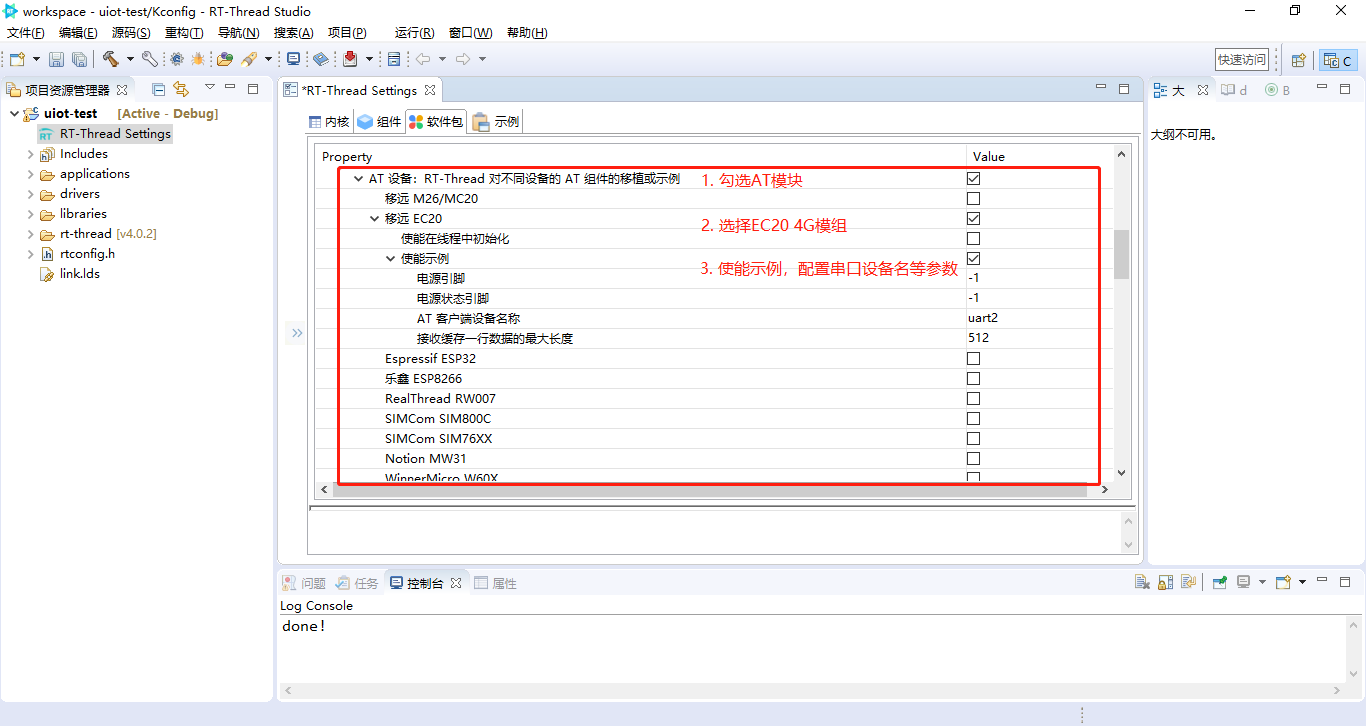 workspace - uiot-test/Kconfig - RT-Thread Studio
文件(F) 编辑(E) 源码(S) 重构(T) 导航(N) 搜索(A) 项目(P) 运行(R) 窗口(W) 帮助(H)
快速访问 C
项目资源管理器
uiot-test [Active - Debug]
RT-Thread Settings
Includes
applications
drivers
libraries
rt-thread [v4.0.2]
rtconfig.h
link.lds
*RT-Thread Settings
内核 组件 软件包 示例
Property Value
AT 设备：RT-Thread 对不同设备的 AT 组件的移植或示例 1. 勾选AT模块
移远 M26/MC20
移远 EC20 2. 选择EC20 4G模组
使能在线程中初始化
使能示例 3. 使能示例，配置串口设备名等参数
电源引脚 -1
电源状态引脚 -1
AT 客户端设备名称 uart2
接收缓存一行数据的最大长度 512
Espressif ESP32
乐鑫 ESP8266
RealThread RW007
SIMCom SIM800C
SIMCom SIM76XX
Notion MW31
WinnerMicro W60X
大 d B
大纲不可用。
问题 任务 控制台 属性
Log Console
done!